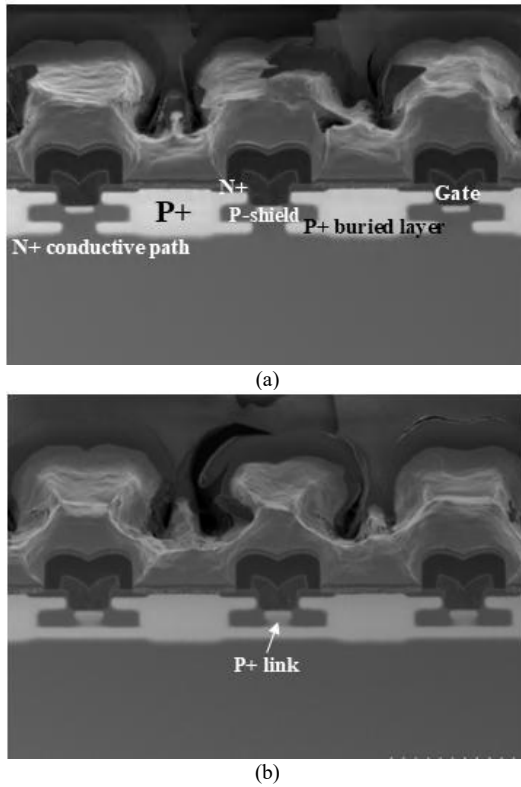 N+
Gate
P+
P-shield
P+ buried layer
N+ conductive path
(a)
P+ link
(b)